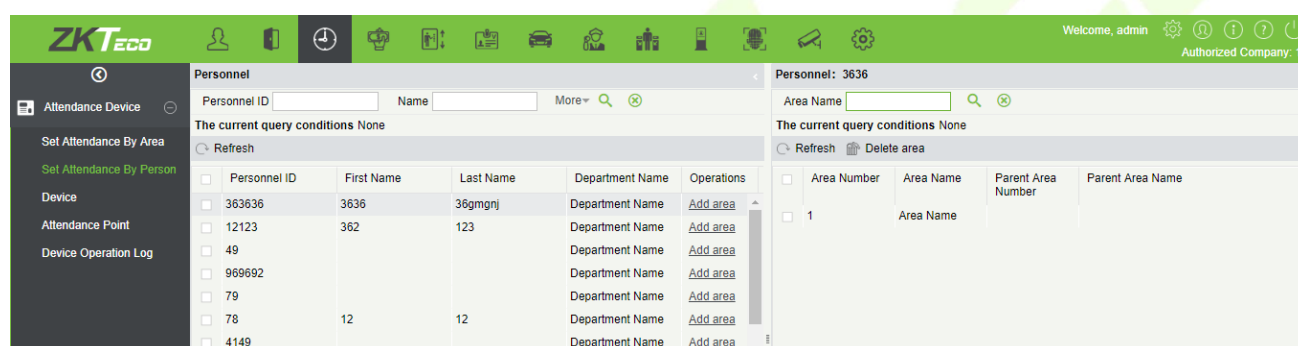 ZKTeco
Welcome, admin
Authorized Company:
Attendance Device
Set Attendance By Area
Set Attendance By Person
Device
Attendance Point
Device Operation Log
Personnel
Personnel ID Name More
The current query conditions None
Refresh
Personnel ID First Name Last Name Department Name Operations
363636 3636 36gmgnj Department Name Add area
12123 362 123 Department Name Add area
49 Department Name Add area
969692 Department Name Add area
79 Department Name Add area
78 12 12 Department Name Add area
4149 Department Name Add area
Personnel: 3636
Area Name
The current query conditions None
Refresh Delete area
Area Number Area Name Parent Area Number Parent Area Name
1 Area Name